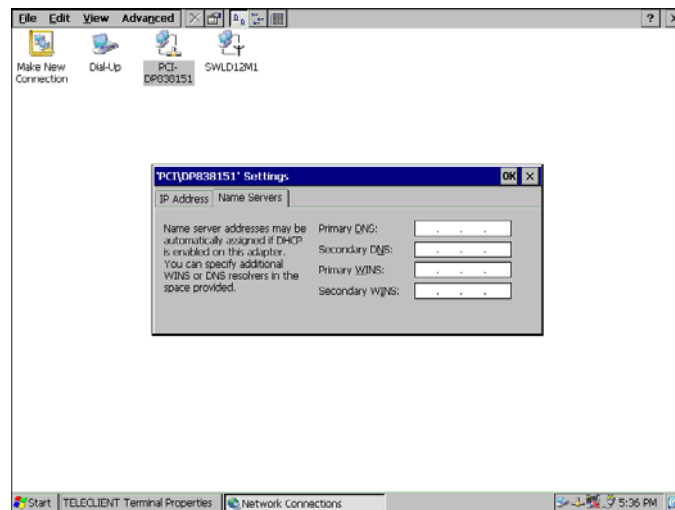 File Edit View Advanced ?
Make New Connection
Dial-Up
PCI-DP838151
SWLD12M1
'PCI\DP838151' Settings OK
IP Address Name Servers
Name server addresses may be
automatically assigned if DHCP
is enabled on this adapter.
You can specify additional
WINS or DNS resolvers in the
space provided.
Primary DNS: . . .
Secondary DNS: . . .
Primary WINS: . . .
Secondary WINS: . . .
Start TELECLIENT Terminal Properties Network Connections 5:36 PM